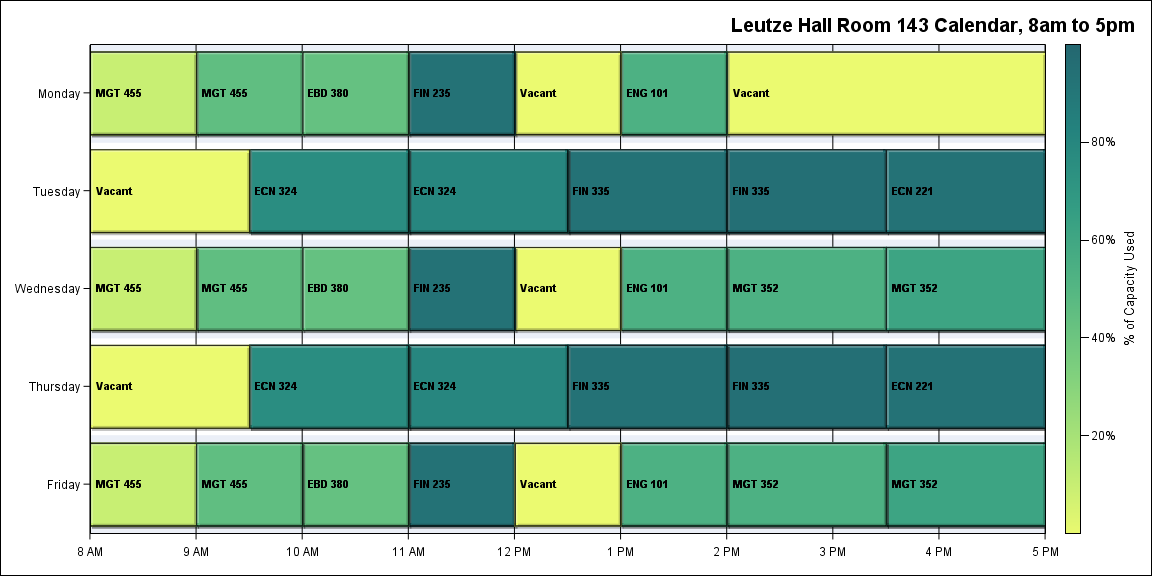 Leutze Hall Room 143 Calendar, 8am to 5pm
Monday MGT 455 MGT 455 EBD 380 FIN 235 Vacant ENG 101 Vacant
Tuesday Vacant ECN 324 ECN 324 FIN 335 FIN 335 ECN 221
Wednesday MGT 455 MGT 455 EBD 380 FIN 235 Vacant ENG 101 MGT 352 MGT 352
Thursday Vacant ECN 324 ECN 324 FIN 335 FIN 335 ECN 221
Friday MGT 455 MGT 455 EBD 380 FIN 235 Vacant ENG 101 MGT 352 MGT 352
8 AM 9 AM 10 AM 11 AM 12 PM 1 PM 2 PM 3 PM 4 PM 5 PM
80%
60%
40%
20%
% of Capacity Used